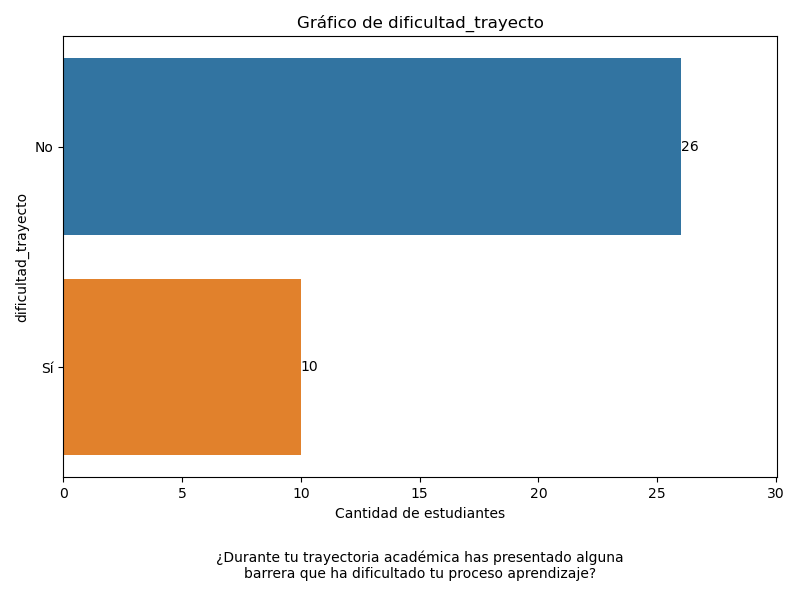 Gráfico de dificultad_trayecto
dificultad_trayecto
No
26
Sí
10
0 5 10 15 20 25 30
Cantidad de estudiantes
¿Durante tu trayectoria académica has presentado alguna
barrera que ha dificultado tu proceso aprendizaje?